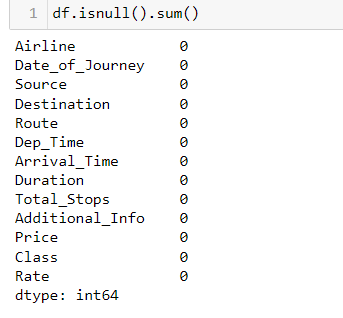 1 df.isnull().sum()
Airline 0
Date_of_Journey 0
Source 0
Destination 0
Route 0
Dep_Time 0
Arrival_Time 0
Duration 0
Total_Stops 0
Additional_Info 0
Price 0
Class 0
Rate 0
dtype: int64